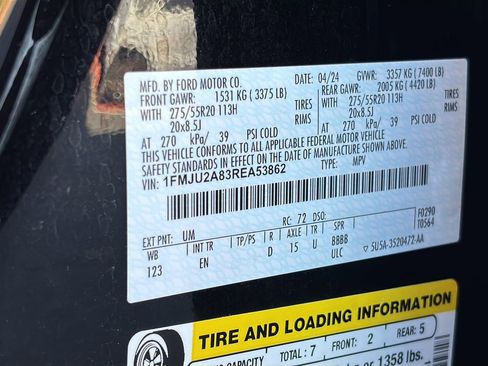 MFD. BY FORD MOTOR CO.
DATE: 04/24 GVWR: 3357 KG (7400 LB)
FRONT GAWR: 1531 KG (3375 LB) REAR GAWR: 2005 KG (4420 LB)
WITH 275/55R20 113H TIRES WITH 275/55R20 113H TIRES
20x8.5J RIMS 20x8.5J RIMS
AT 270 kPa/ 39 PSI COLD AT 270 kPa/ 39 PSI COLD
THIS VEHICLE CONFORMS TO ALL APPLICABLE FEDERAL MOTOR VEHICLE
SAFETY STANDARDS IN EFFECT ON THE DATE OF MANUFACTURE SHOWN ABOVE.
VIN: 1FMJU2A83REA53862 TYPE: MPV
EXT PNT: UM RC: 72 DSO: F0290
WB INT TR TP/PS R AXLE TR SPR T0564
123 EN D 15 U BBBB
ULC 5U5A-3520472-AA
TIRE AND LOADING INFORMATION
CAPACITY TOTAL: 7 FRONT: 2 REAR: 5
or 1358 lbs.